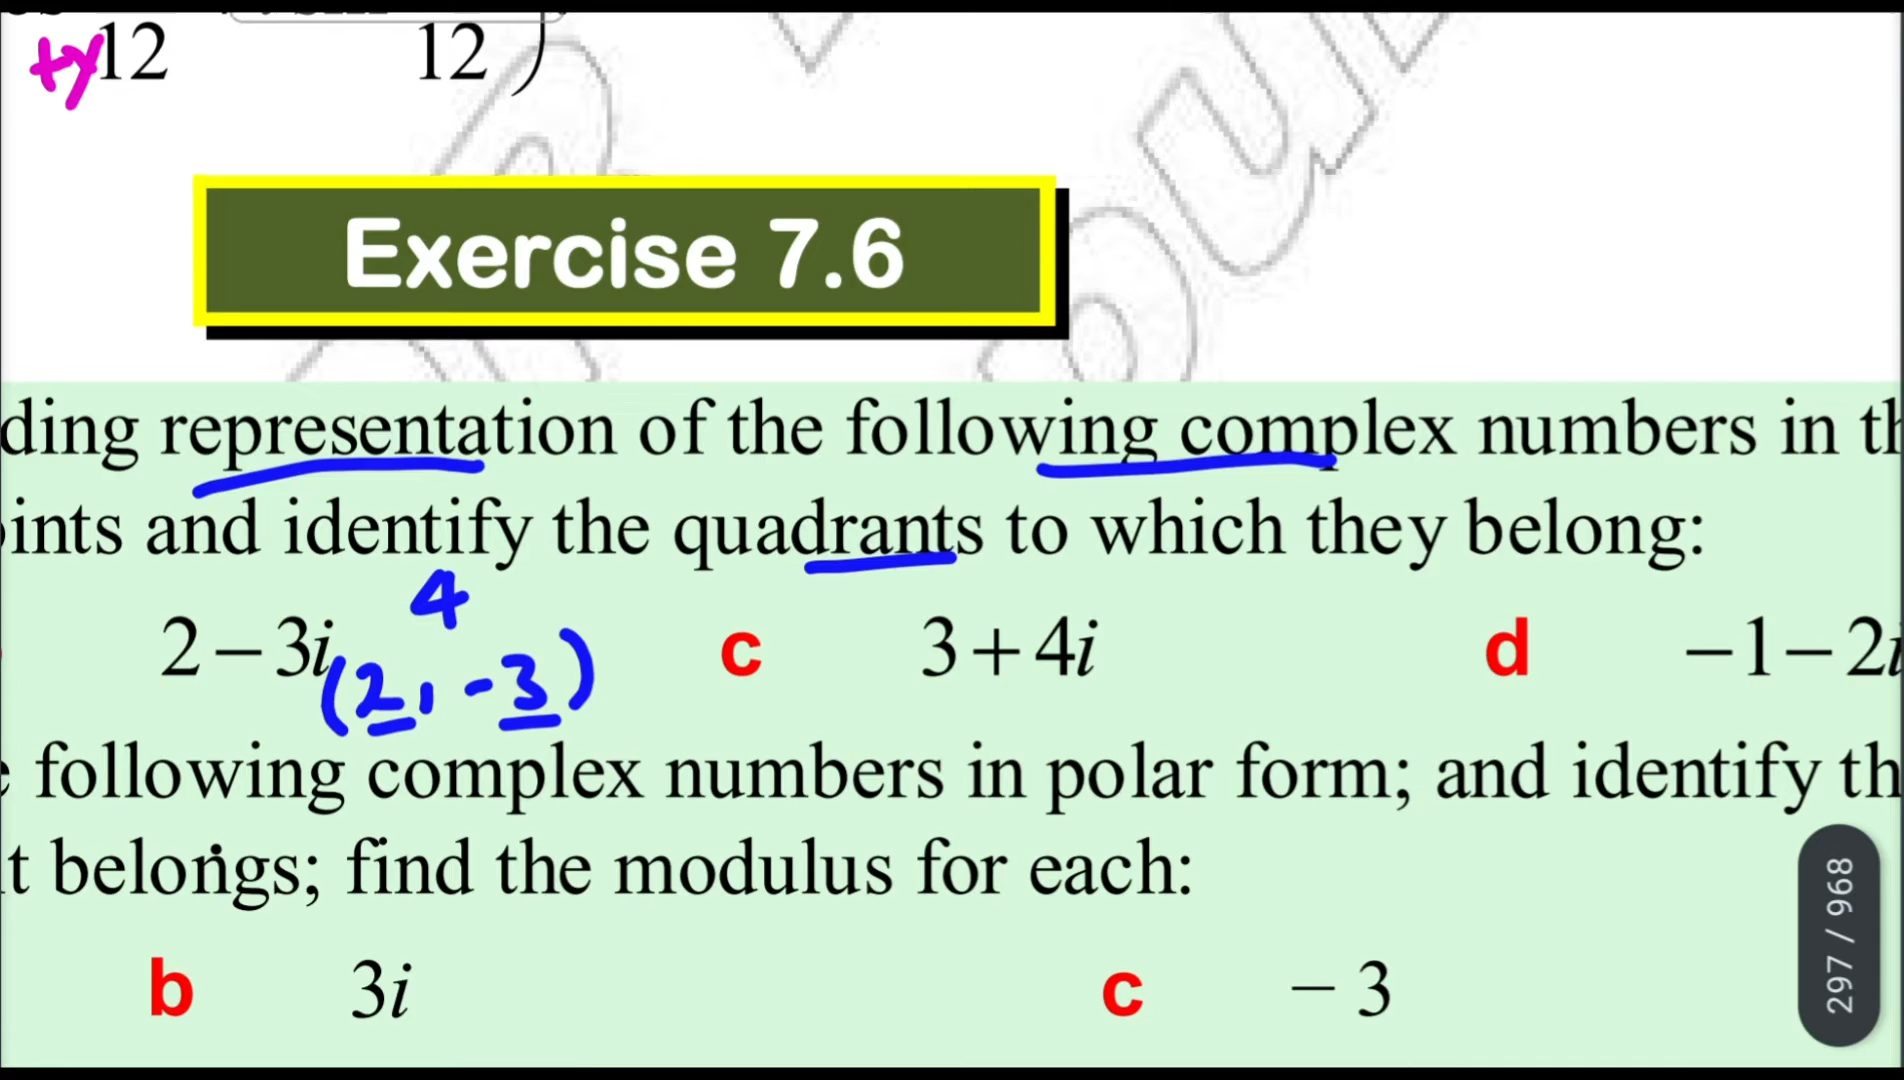 +y12 12)
Exercise 7.6
ding representation of the following complex numbers in th
ints and identify the quadrants to which they belong:
4
2 – 3i (2, -3) c 3 + 4i d –1 – 2i
following complex numbers in polar form; and identify th
t belongs; find the modulus for each:
b 3i c – 3
297 / 968